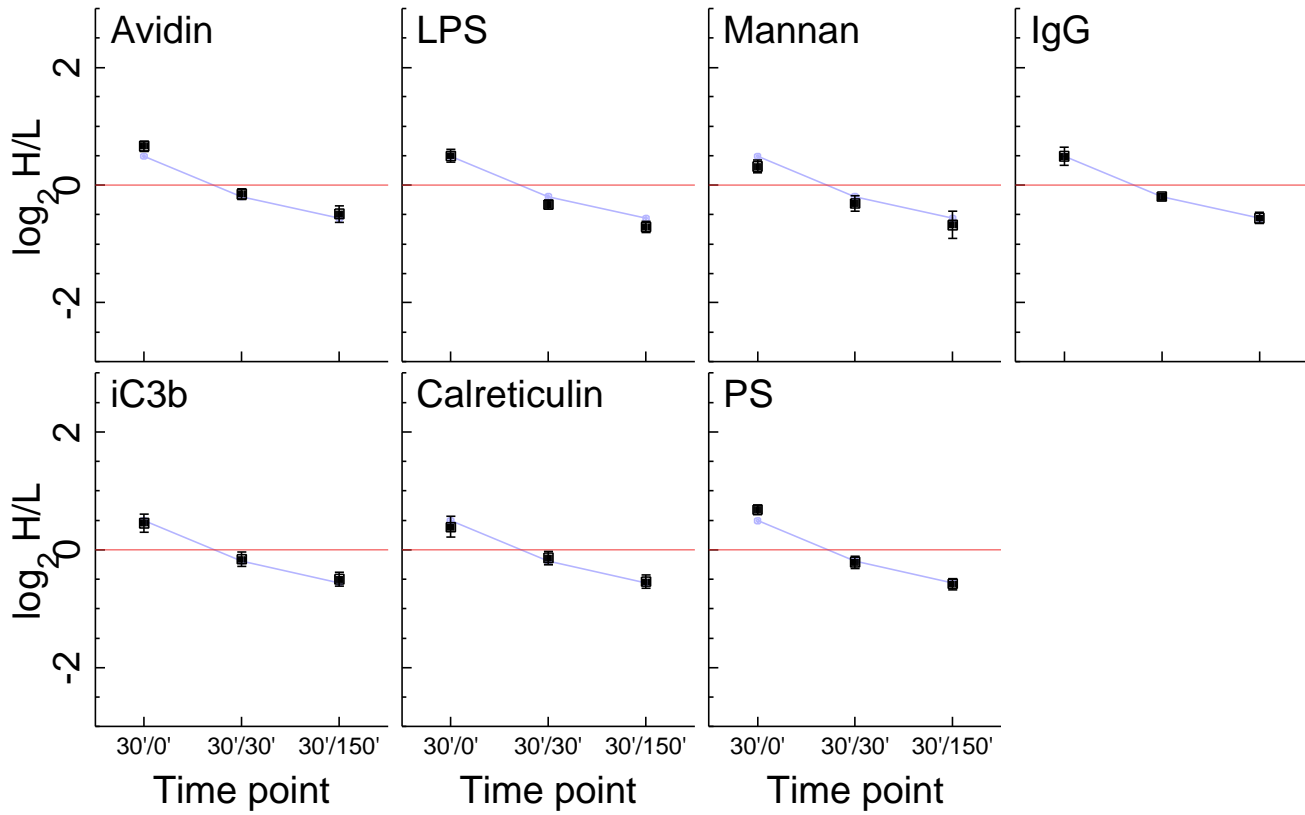 Avidin
LPS
Mannan
IgG
2
0
-2
log2 H/L
iC3b
Calreticulin
PS
2
0
-2
log2 H/L
30'/0' 30'/30' 30'/150'
30'/0' 30'/30' 30'/150'
30'/0' 30'/30' 30'/150'
Time point
Time point
Time point